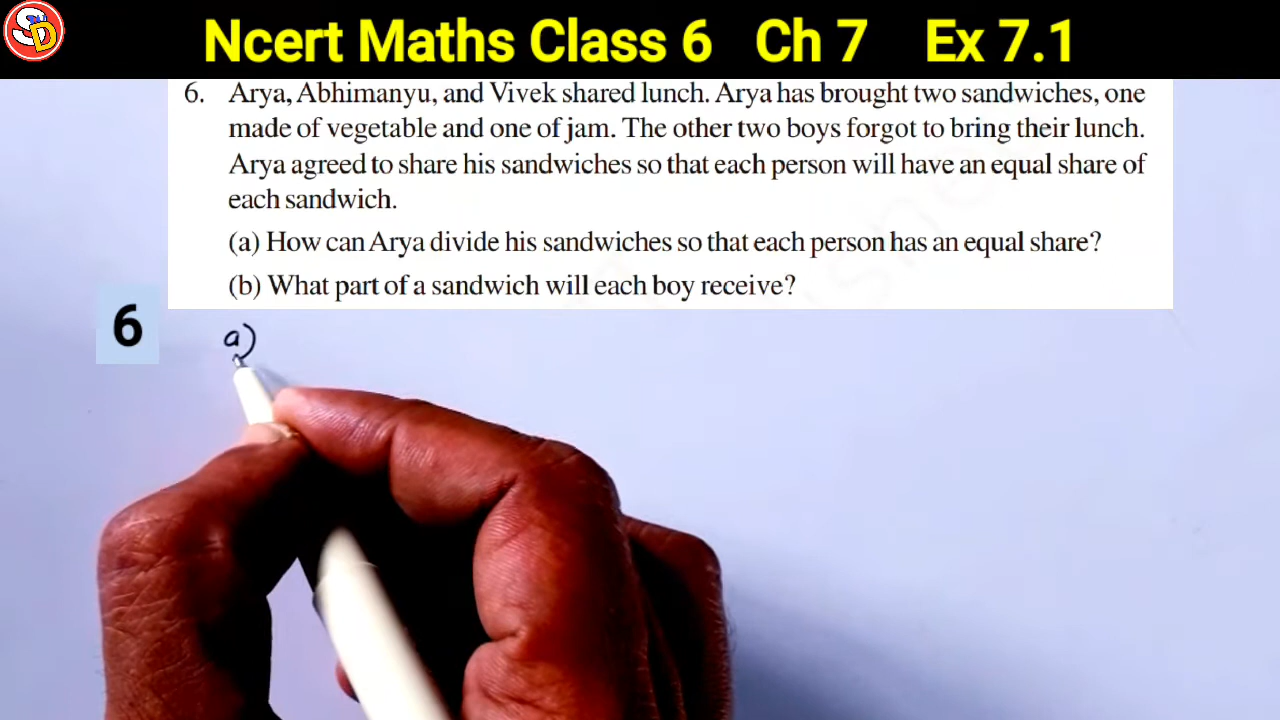 SD
Ncert Maths Class 6 Ch 7 Ex 7.1
6. Arya, Abhimanyu, and Vivek shared lunch. Arya has brought two sandwiches, one
made of vegetable and one of jam. The other two boys forgot to bring their lunch.
Arya agreed to share his sandwiches so that each person will have an equal share of
each sandwich.
(a) How can Arya divide his sandwiches so that each person has an equal share?
(b) What part of a sandwich will each boy receive?
6
a)